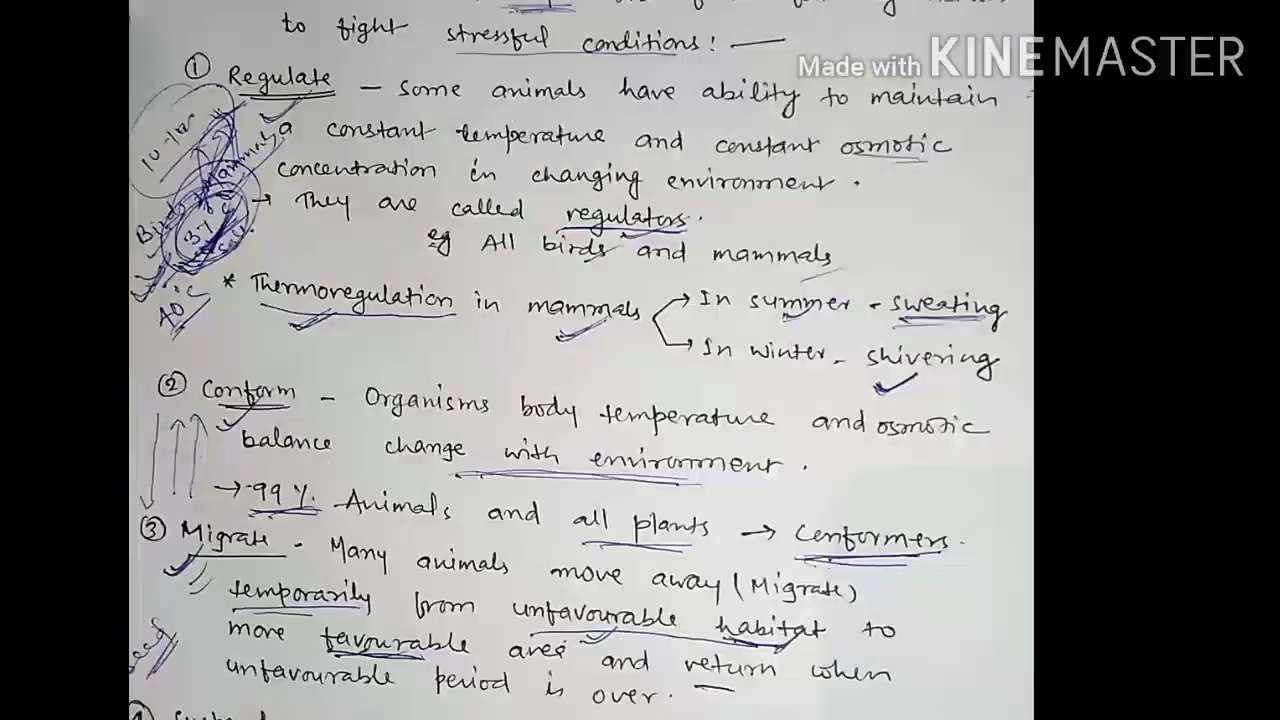 to fight stressful conditions! —
Made with KINEMASTER
① Regulate — Some animals have ability to maintain
a constant temperature and constant osmotic
concentration in changing environment.
→ They are called regulators.
eg All birds and mammals
* Thermoregulation in mammals → In summer - sweating
→ In winter - shivering
② Conform - Organisms body temperature and osmotic
balance change with environment.
→ 99 % Animals and all plants → Conformers.
③ Migrate - Many animals move away (Migrate)
temporarily from unfavourable habitat to
more favourable area and return when
unfavourable period is over.
Birds Mammals
37°C
40°C